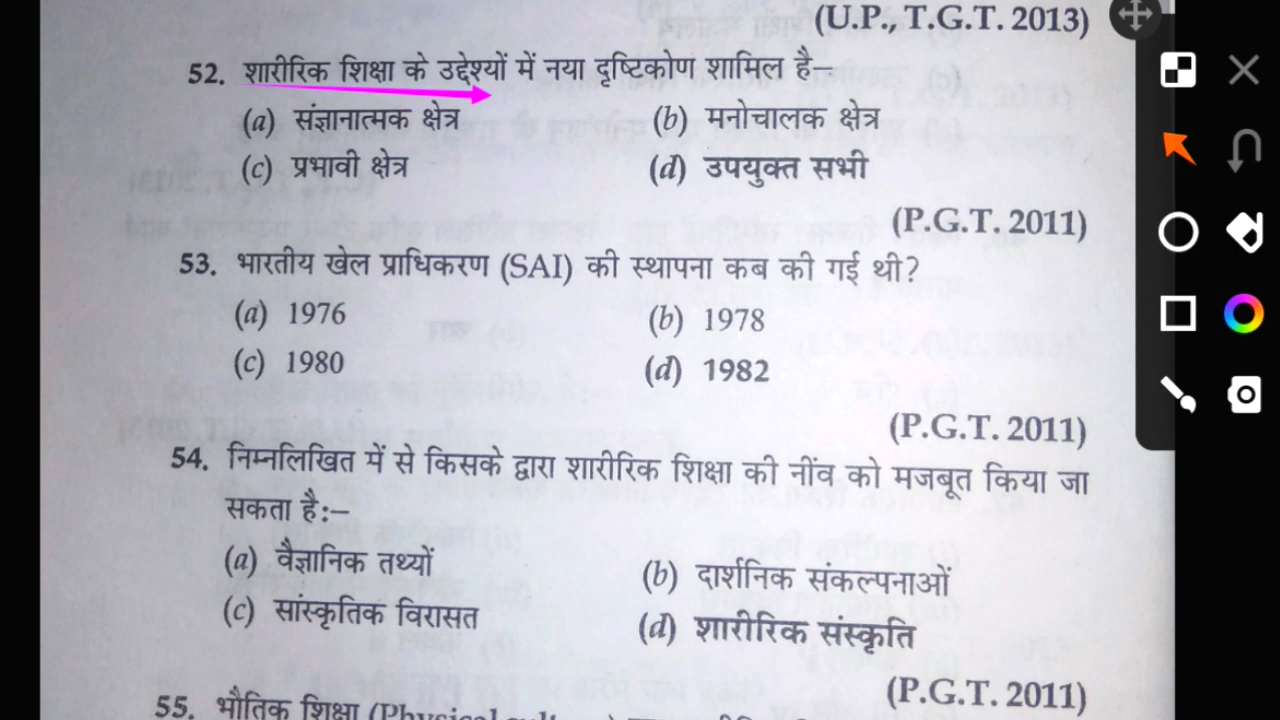 (U.P., T.G.T. 2013)
52. शारीरिक शिक्षा के उद्देश्यों में नया दृष्टिकोण शामिल है–
(a) संज्ञानात्मक क्षेत्र (b) मनोचालक क्षेत्र
(c) प्रभावी क्षेत्र (d) उपयुक्त सभी
(P.G.T. 2011)
53. भारतीय खेल प्राधिकरण (SAI) की स्थापना कब की गई थी?
(a) 1976 (b) 1978
(c) 1980 (d) 1982
(P.G.T. 2011)
54. निम्नलिखित में से किसके द्वारा शारीरिक शिक्षा की नींव को मजबूत किया जा
सकता है:–
(a) वैज्ञानिक तथ्यों (b) दार्शनिक संकल्पनाओं
(c) सांस्कृतिक विरासत (d) शारीरिक संस्कृति
(P.G.T. 2011)
55. भौतिक शिक्षा (Physical